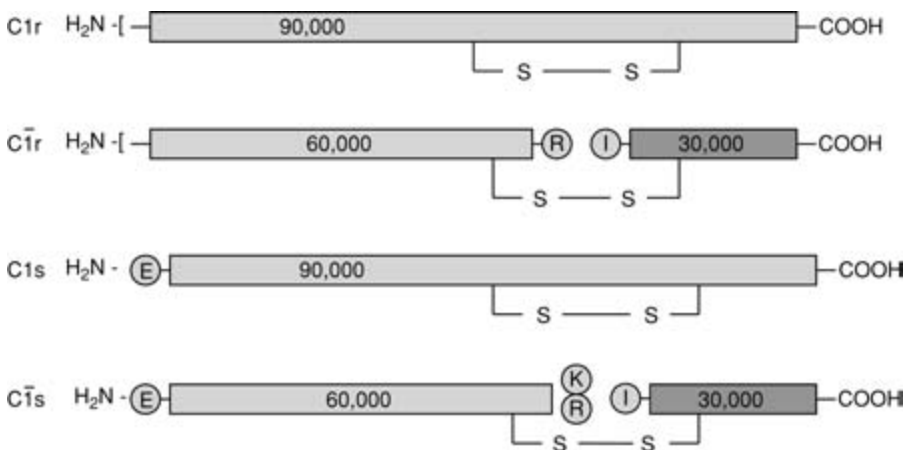 C1r H₂N -[ 90,000 COOH
S S
C1̄r H₂N -[ 60,000 R I 30,000 COOH
S S
C1s H₂N - E 90,000 COOH
S S
K
C1̄s H₂N - E 60,000 R I 30,000 COOH
S S